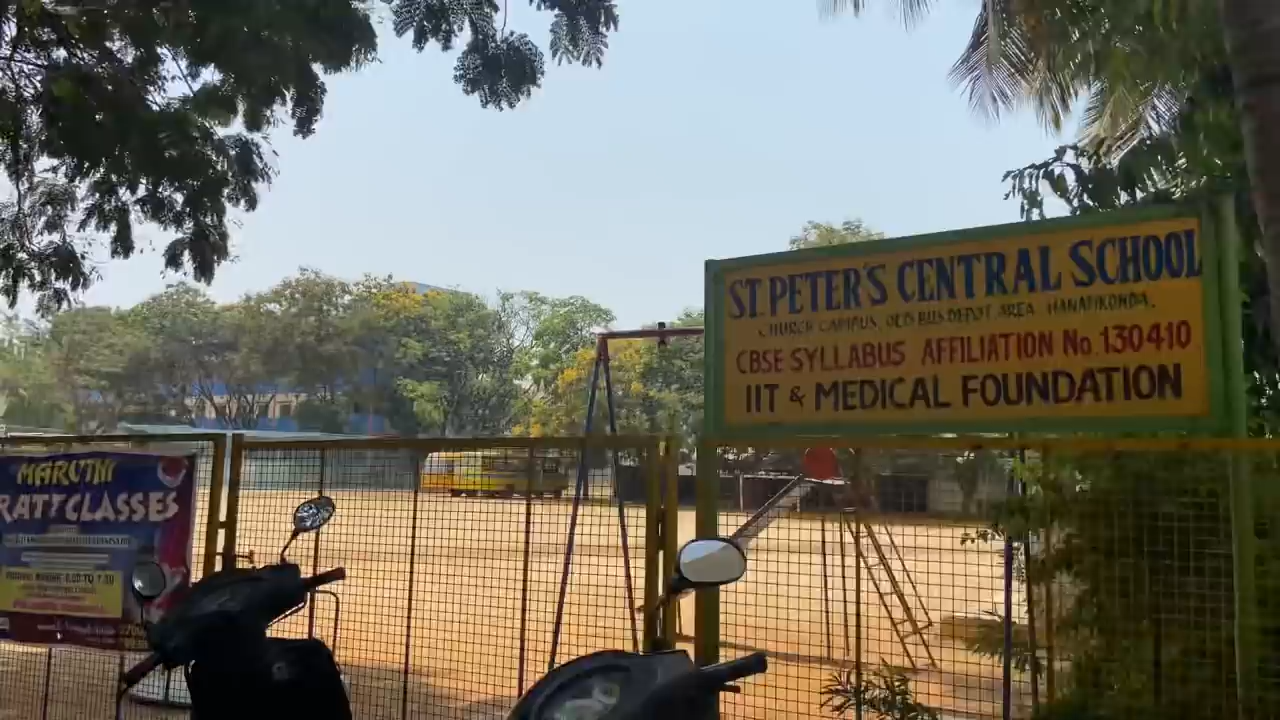 ST. PETER'S CENTRAL SCHOOL
CHURCH CAMPUS, OLD BUS DEPOT AREA, HANAMKONDA.
CBSE SYLLABUS AFFILIATION No. 130410
IIT & MEDICAL FOUNDATION
MARUTHI
CLASSES